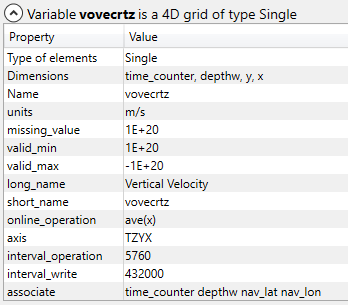 Variable vovecrtz is a 4D grid of type Single
Property Value
Type of elements Single
Dimensions time_counter, depthw, y, x
Name vovecrtz
units m/s
missing_value 1E+20
valid_min 1E+20
valid_max -1E+20
long_name Vertical Velocity
short_name vovecrtz
online_operation ave(x)
axis TZYX
interval_operation 5760
interval_write 432000
associate time_counter depthw nav_lat nav_lon